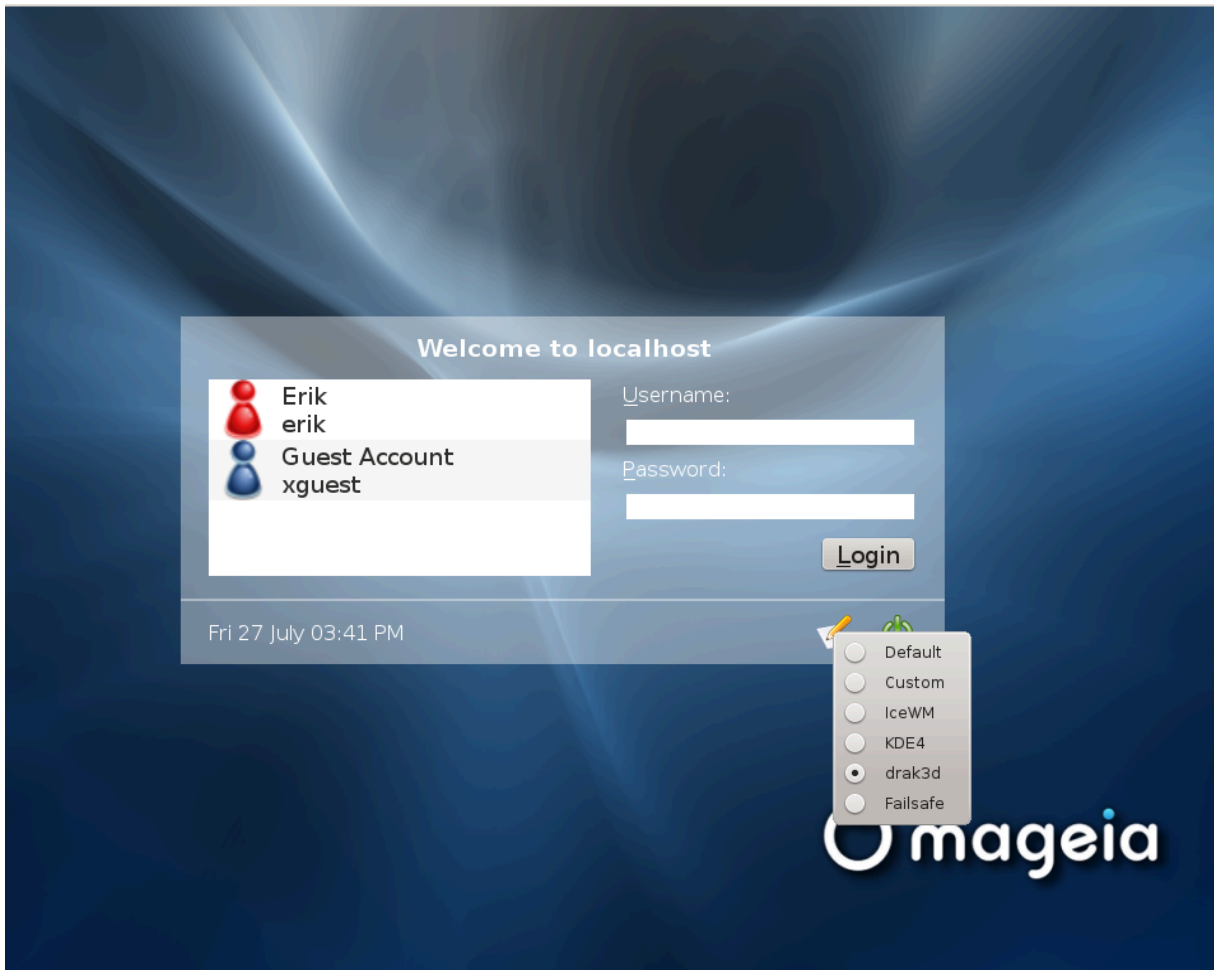 Welcome to localhost
Erik
erik
Guest Account
xguest
Username:
Password:
Login
Fri 27 July 03:41 PM
Default
Custom
IceWM
KDE4
drak3d
Failsafe
mageia